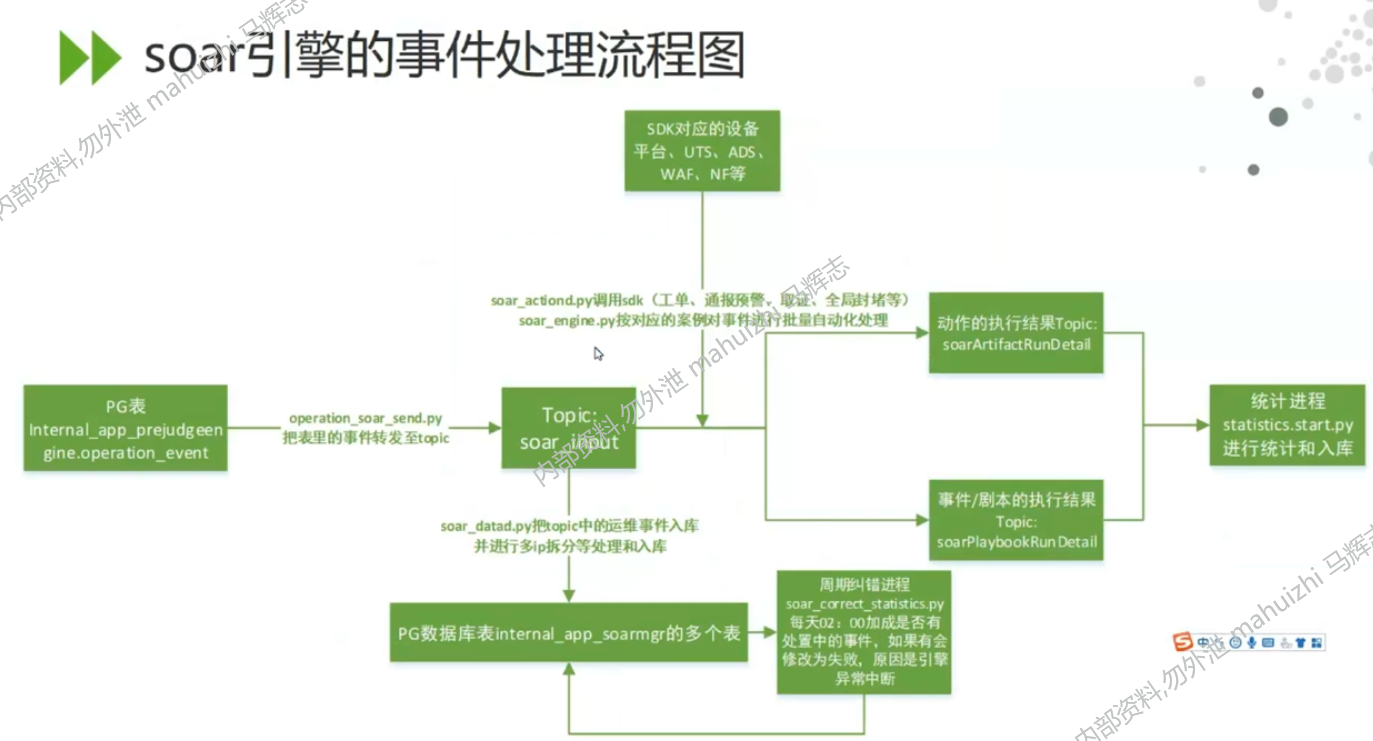 soar引擎的事件处理流程图
SDK对应的设备
平台、UTS、ADS、
WAF、NF等
soar_actiond.py调用sdk（工单、通报预警、取证、全局封堵等）
soar_engine.py按对应的案例对事件进行批量自动化处理
动作的执行结果Topic:
soarArtifactRunDetail
PG表
Internal_app_prejudgeen
gine.operation_event
operation_soar_send.py
把表里的事件转发至topic
Topic:
soar_input
统计进程
statistics.start.py
进行统计和入库
事件/剧本的执行结果
Topic:
soarPlaybookRunDetail
soar_datad.py把topic中的运维事件入库
并进行多ip拆分等处理和入库
PG数据库表internal_app_soarmgr的多个表
周期纠错进程
soar_correct_statistics.py
每天02：00加成是否有
处置中的事件，如果有会
修改为失败，原因是引擎
异常中断
内部资料,勿外泄 mahuizhi 马辉志
内部资料,勿外泄 mahuizhi 马辉志
内部资料,勿外泄 mahuizhi 马辉志
S中